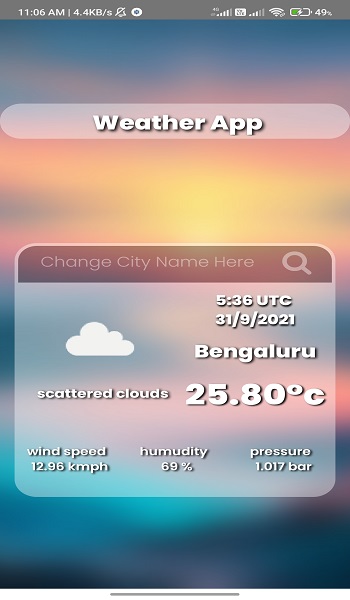 11:06 AM | 4.4KB/s
49%
Weather App
Change City Name Here
5:36 UTC
31/9/2021
Bengaluru
scattered clouds 25.80°c
wind speed humudity pressure
12.96 kmph 69 % 1.017 bar